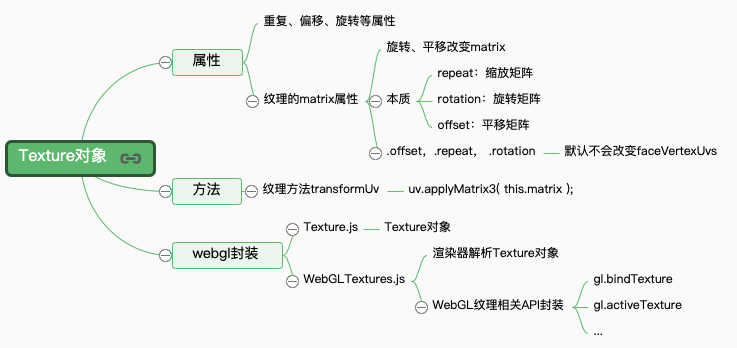 Texture对象
属性
重复、偏移、旋转等属性
纹理的matrix属性
旋转、平移改变matrix
本质
repeat：缩放矩阵
rotation：旋转矩阵
offset：平移矩阵
.offset，.repeat， .rotation
默认不会改变faceVertexUvs
方法
纹理方法transformUv
uv.applyMatrix3( this.matrix );
webgl封装
Texture.js
Texture对象
WebGLTextures.js
渲染器解析Texture对象
WebGL纹理相关API封装
gl.bindTexture
gl.activeTexture
...